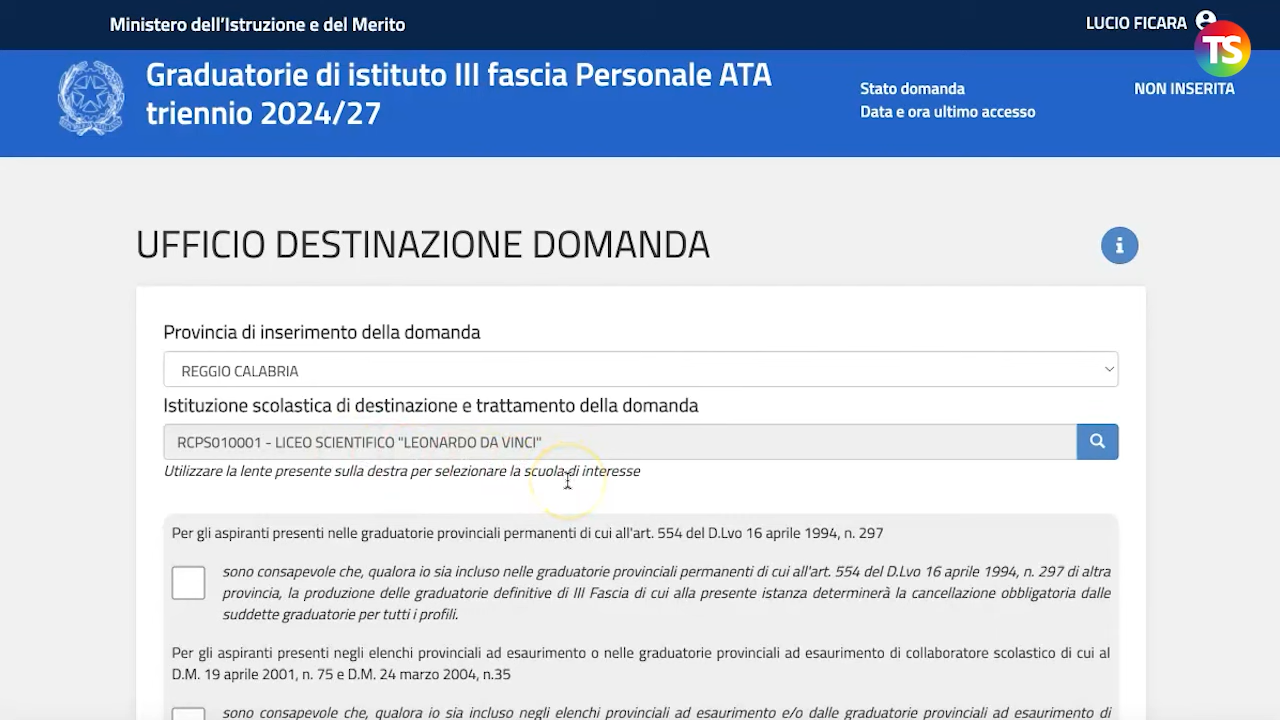 Ministero dell'Istruzione e del Merito
LUCIO FICARA
TS
Graduatorie di istituto III fascia Personale ATA
triennio 2024/27
Stato domanda
NON INSERITA
Data e ora ultimo accesso
UFFICIO DESTINAZIONE DOMANDA
i
Provincia di inserimento della domanda
REGGIO CALABRIA
Istituzione scolastica di destinazione e trattamento della domanda
RCPS010001 - LICEO SCIENTIFICO "LEONARDO DA VINCI"
Utilizzare la lente presente sulla destra per selezionare la scuola di interesse
Per gli aspiranti presenti nelle graduatorie provinciali permanenti di cui all'art. 554 del D.Lvo 16 aprile 1994, n. 297
sono consapevole che, qualora io sia incluso nelle graduatorie provinciali permanenti di cui all'art. 554 del D.Lvo 16 aprile 1994, n. 297 di altra
provincia, la produzione delle graduatorie definitive di III Fascia di cui alla presente istanza determinerà la cancellazione obbligatoria dalle
suddette graduatorie per tutti i profili.
Per gli aspiranti presenti negli elenchi provinciali ad esaurimento o nelle graduatorie provinciali ad esaurimento di collaboratore scolastico di cui al
D.M. 19 aprile 2001, n. 75 e D.M. 24 marzo 2004, n.35
sono consapevole che, qualora io sia incluso negli elenchi provinciali ad esaurimento e/o dalle graduatorie provinciali ad esaurimento di